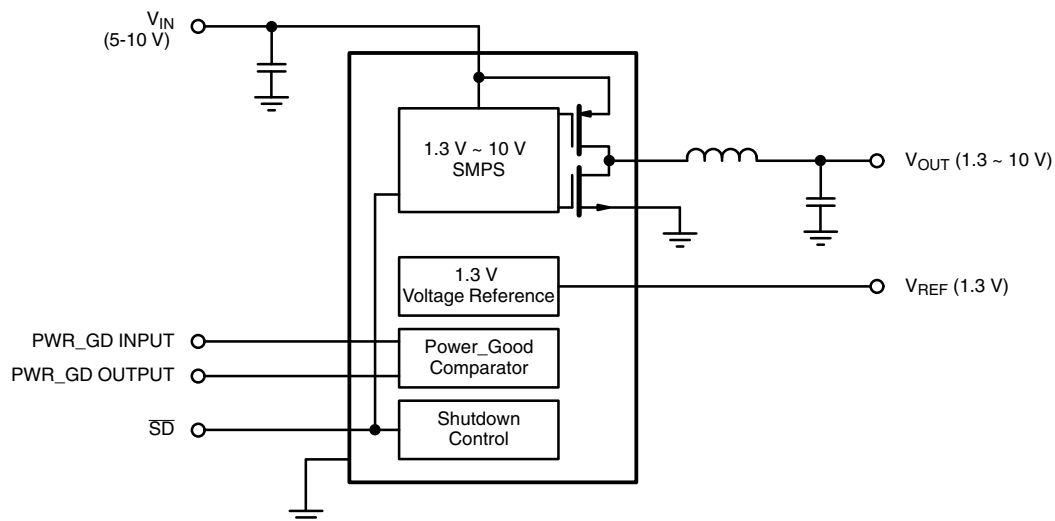 V_IN
(5-10 V)
1.3 V ~ 10 V
SMPS
V_OUT (1.3 ~ 10 V)
1.3 V
Voltage Reference
V_REF (1.3 V)
PWR_GD INPUT
Power_Good
Comparator
PWR_GD OUTPUT
S̅D̅
Shutdown
Control